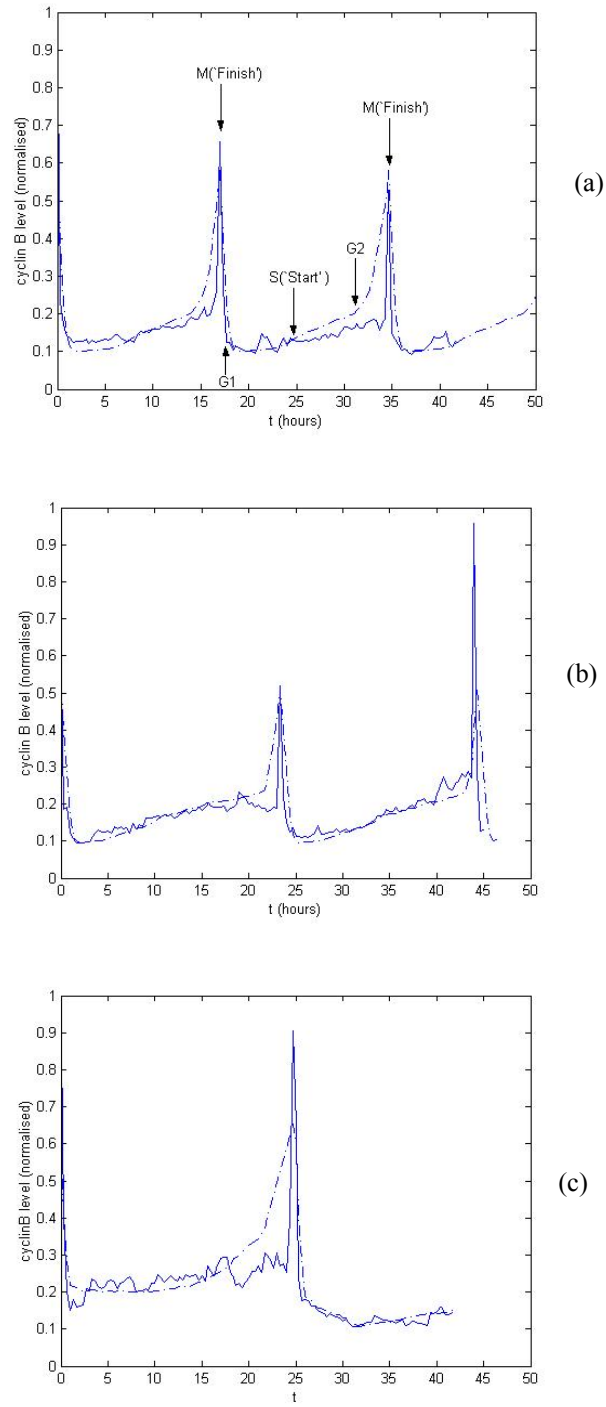 1
0.9
0.8
0.7
0.6
0.5
0.4
0.3
0.2
0.1
0
cyclin B level (normalised)
M(`Finish')
M(`Finish')
S(`Start' )
G2
G1
0 5 10 15 20 25 30 35 40 45 50
t (hours)
(a)
1
0.9
0.8
0.7
0.6
0.5
0.4
0.3
0.2
0.1
0
cyclin B level (normalised)
0 5 10 15 20 25 30 35 40 45 50
t (hours)
(b)
1
0.9
0.8
0.7
0.6
0.5
0.4
0.3
0.2
0.1
0
cyclinB level (normalised)
0 5 10 15 20 25 30 35 40 45 50
t
(c)